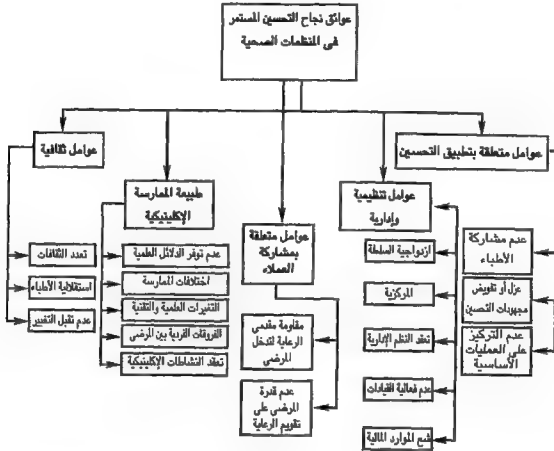 عوائق نجاح التحسين المستمر
في المنظمات الصحية
عوامل متعلقة بتطبيق التحسين
عدم مشاركة
الأطباء
عزل أو تفويض
مجهودات التحسين
عدم التركيز
على العمليات
الأساسية
عوامل تنظيمية
وإدارية
ازدواجية السلطة
المركزية
تعقد النظم الإدارية
عدم فعالية القيادات
شح الموارد المالية
عوامل متعلقة
بمشاركة
العملاء
مقاومة مقدمي
الرعاية لتدخل
المرضى
عدم قدرة
المرضى على
تقويم الرعاية
طبيعة الممارسة
الإكلينيكية
عدم توفر الدلائل العلمية
اختلافات الممارسة
التغيرات العلمية والتقنية
الفروقات الفردية بين المرضى
تعقد النشاطات الإكلينيكية
عوامل ثقافية
تعدد الثقافات
استقلالية الأطباء
عدم تقبل التغيير